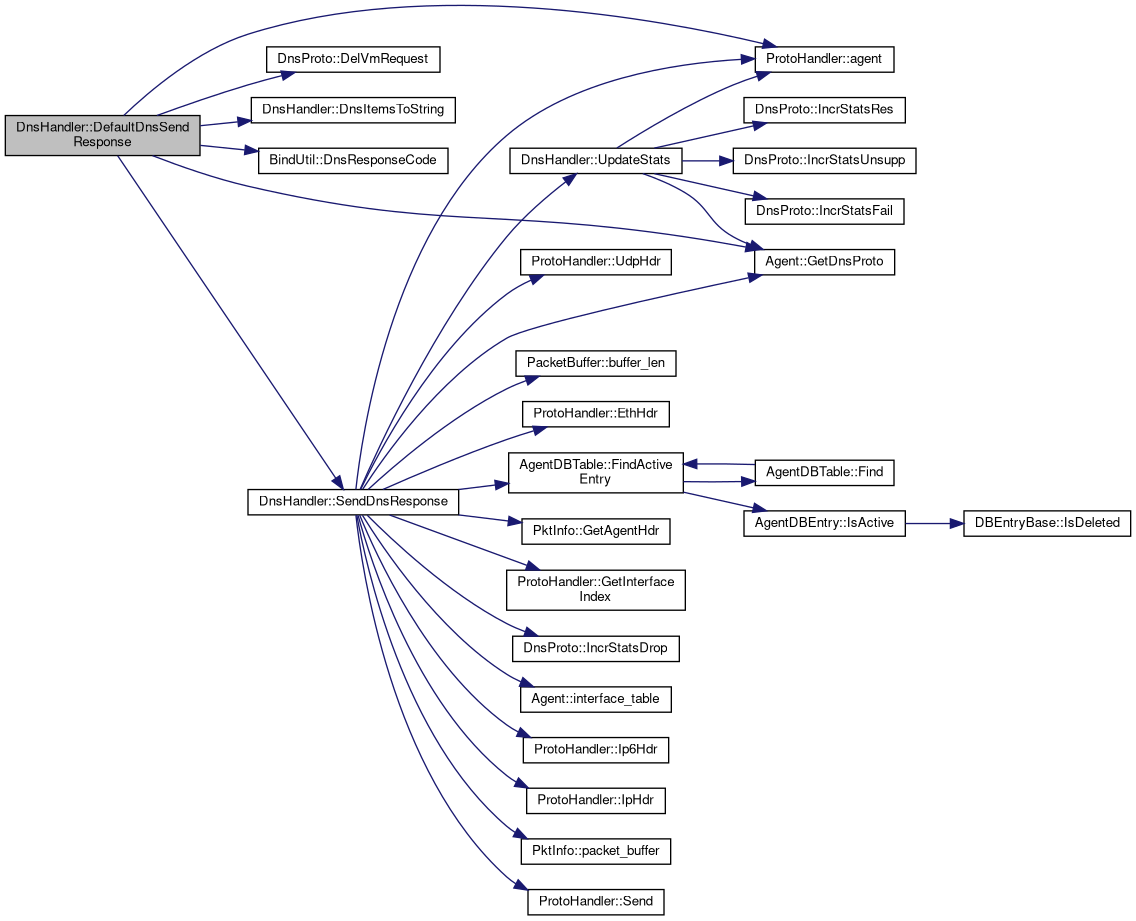 DnsHandler::DefaultDnsSend
Response
DnsProto::DelVmRequest
DnsHandler::DnsItemsToString
BindUtil::DnsResponseCode
DnsHandler::SendDnsResponse
DnsHandler::UpdateStats
ProtoHandler::UdpHdr
PacketBuffer::buffer_len
ProtoHandler::EthHdr
AgentDBTable::FindActive
Entry
PktInfo::GetAgentHdr
ProtoHandler::GetInterface
Index
DnsProto::IncrStatsDrop
Agent::interface_table
ProtoHandler::Ip6Hdr
ProtoHandler::IpHdr
PktInfo::packet_buffer
ProtoHandler::Send
ProtoHandler::agent
DnsProto::IncrStatsRes
DnsProto::IncrStatsUnsupp
DnsProto::IncrStatsFail
Agent::GetDnsProto
AgentDBTable::Find
AgentDBEntry::IsActive
DBEntryBase::IsDeleted